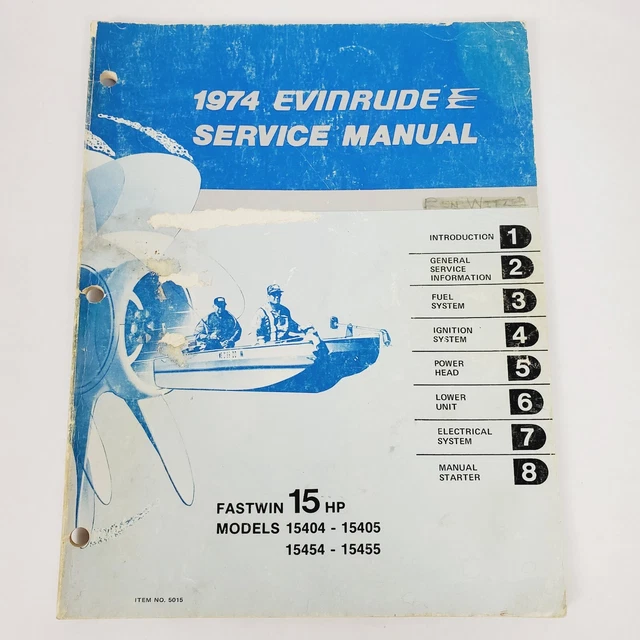 1974 EVINRUDE
SERVICE MANUAL
INTRODUCTION 1
GENERAL
SERVICE
INFORMATION 2
FUEL
SYSTEM 3
IGNITION
SYSTEM 4
POWER
HEAD 5
LOWER
UNIT 6
ELECTRICAL
SYSTEM 7
MANUAL
STARTER 8
FASTWIN 15 HP
MODELS 15404 - 15405
15454 - 15455
ITEM NO. 5015